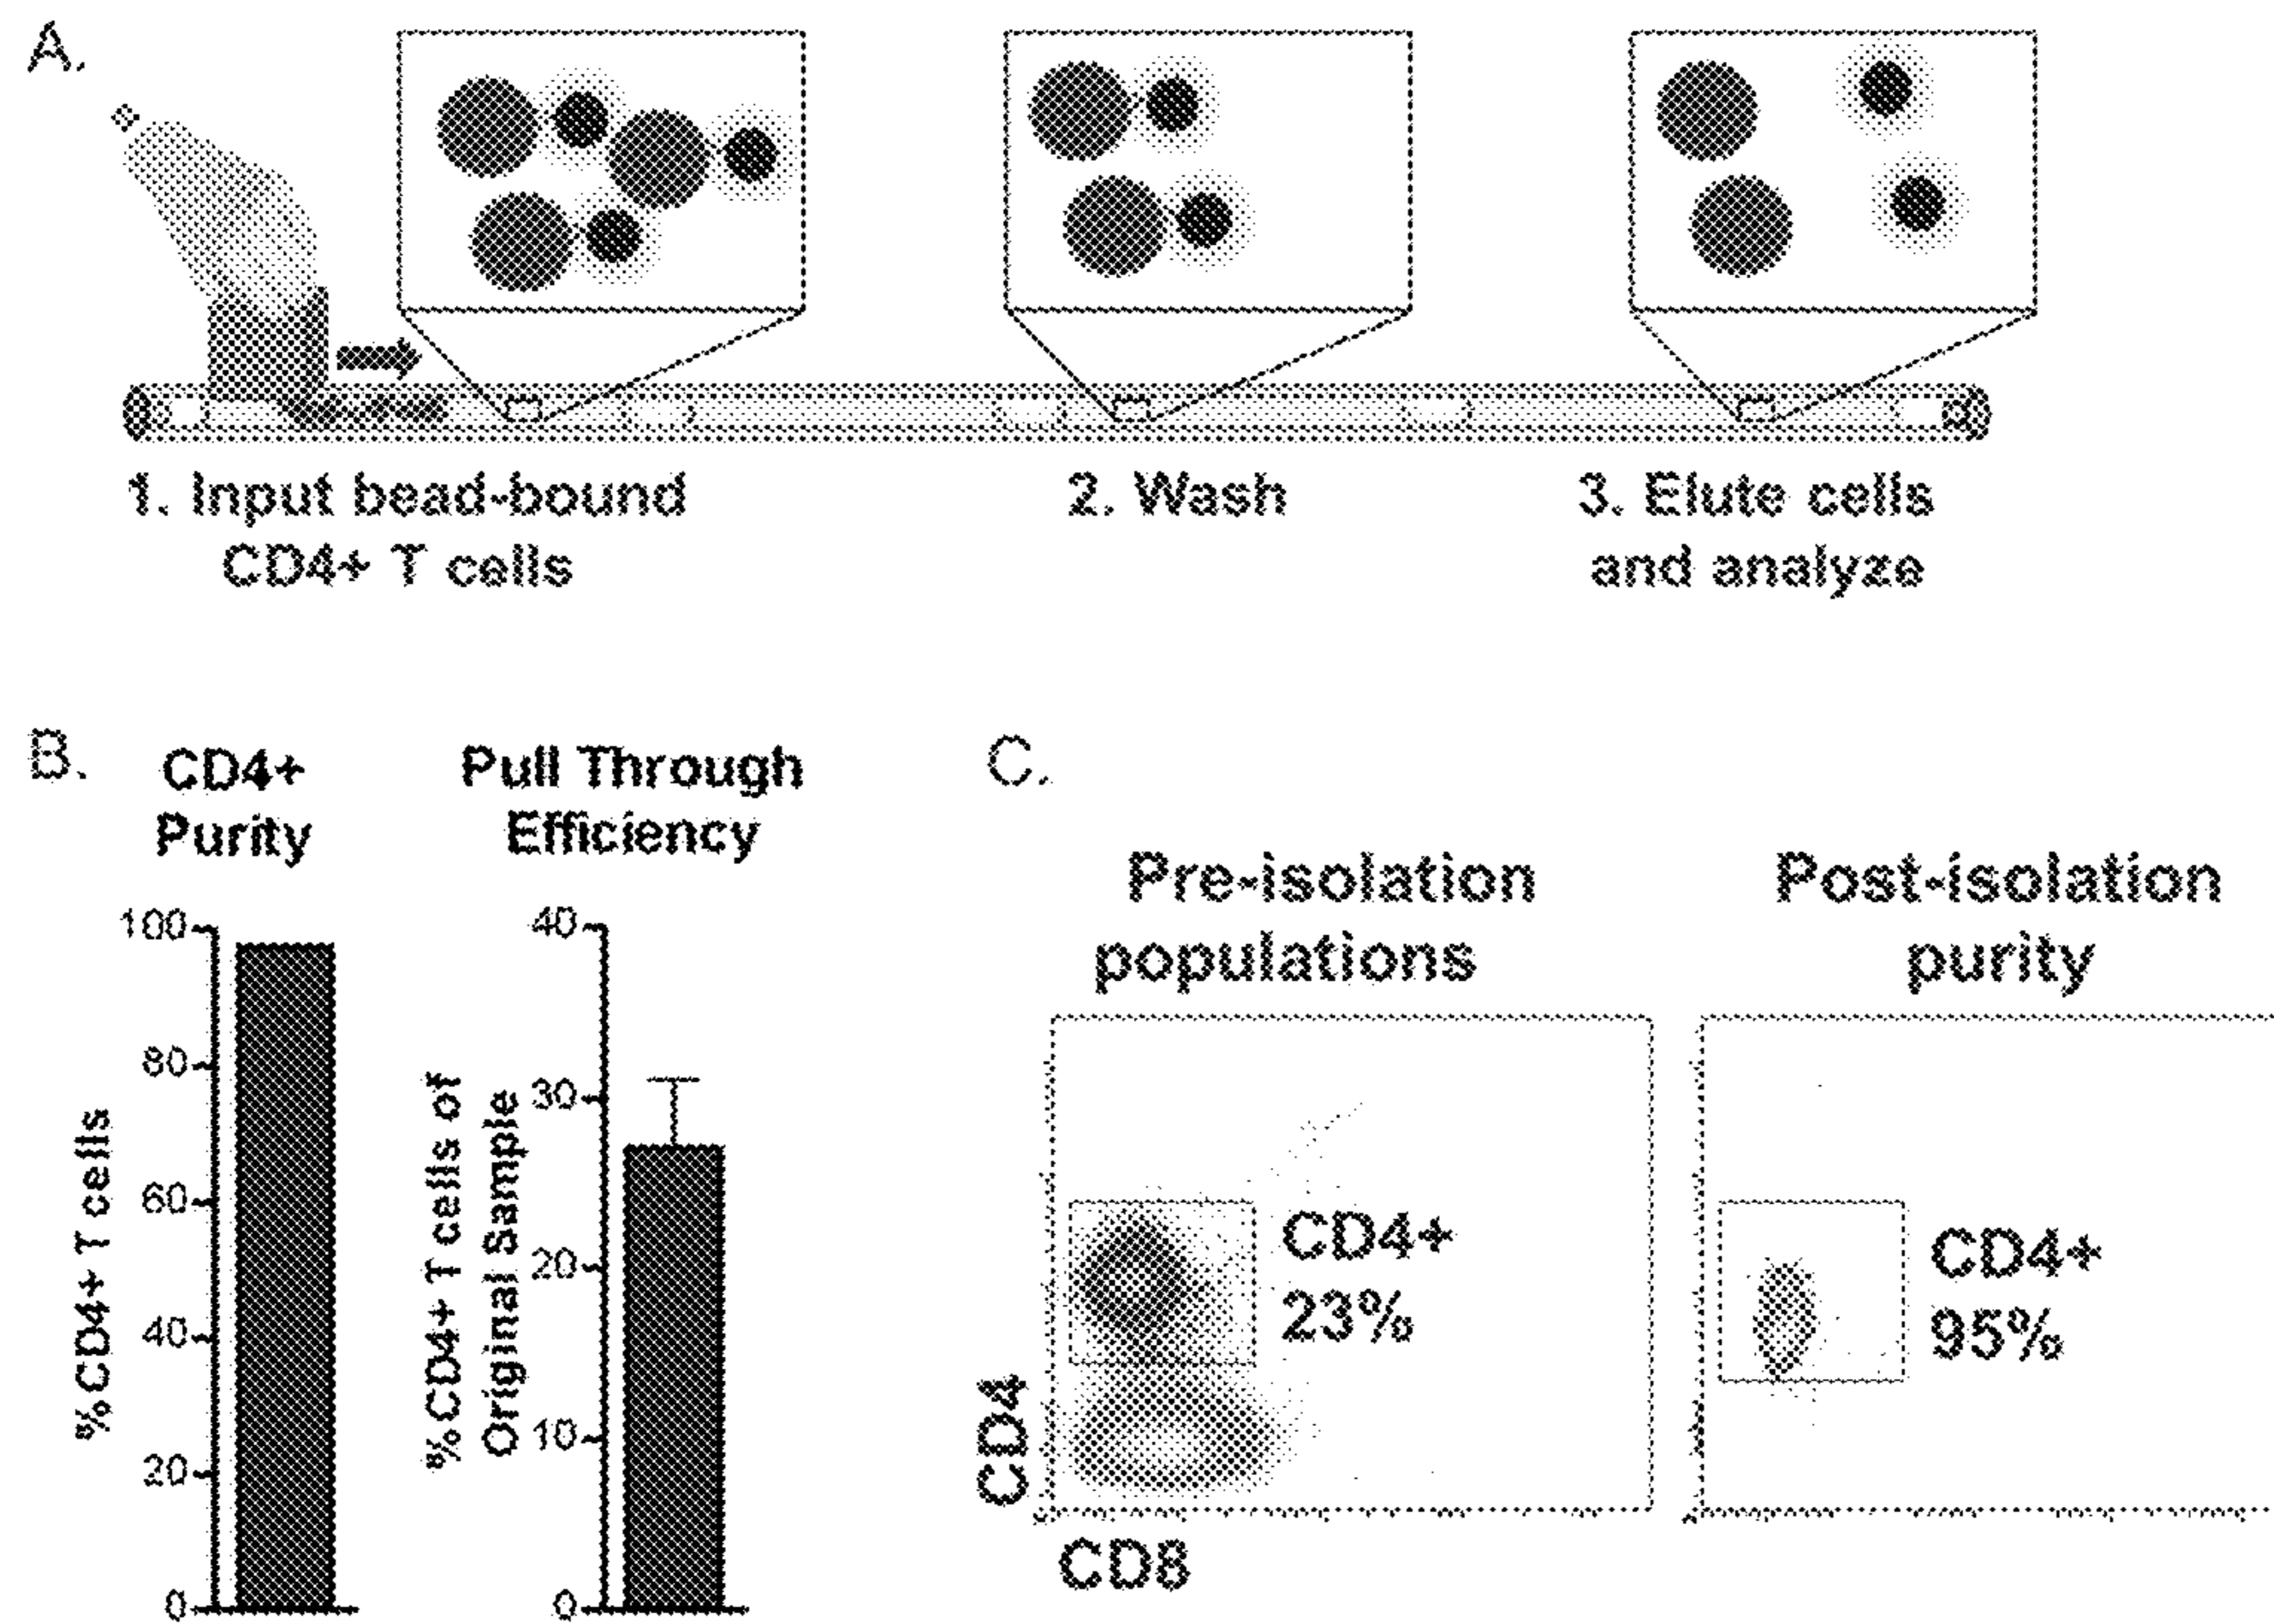 A.
1. Input bead-bound
CD4+ T cells
2. Wash
3. Elute cells
and analyze
B.
CD4+
Purity
100
80
60
40
20
0
%CD4+ T cells
Pull Through
Efficiency
40
30
20
10
0
%CD4+ T cells of
Original Sample
C.
Pre-isolation
populations
CD4+
23%
CD4
CD8
Post-isolation
purity
CD4+
95%